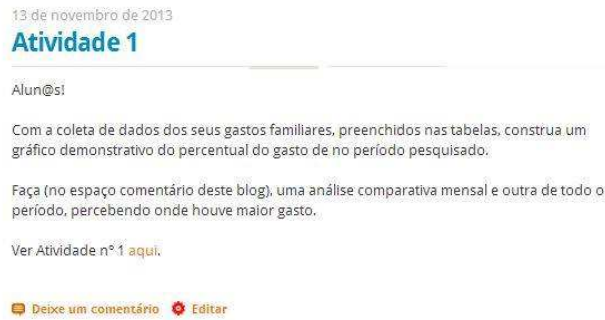 13 de novembro de 2013
Atividade 1
Alun@s!
Com a coleta de dados dos seus gastos familiares, preenchidos nas tabelas, construa um
gráfico demonstrativo do percentual do gasto de no período pesquisado.
Faça (no espaço comentário deste blog), uma análise comparativa mensal e outra de todo o
período, percebendo onde houve maior gasto.
Ver Atividade nº 1 aqui.
Deixe um comentário Editar